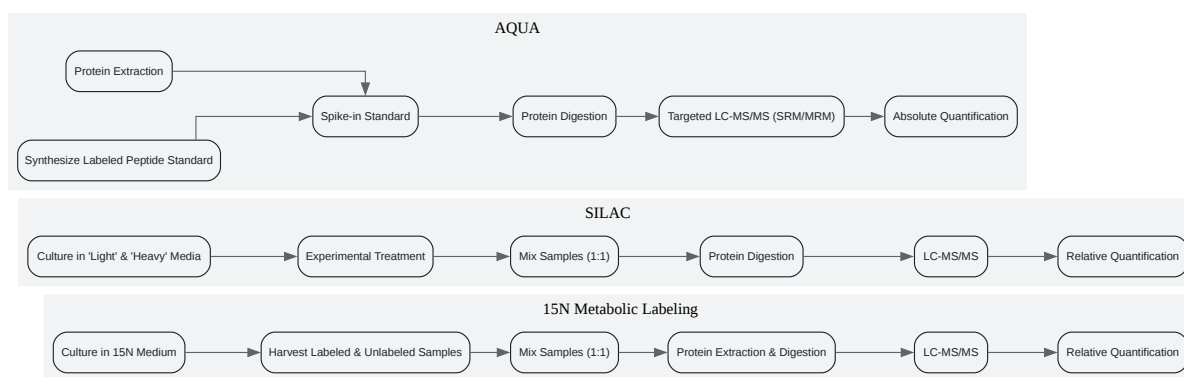 AQUA
Protein Extraction
Spike-in Standard
Protein Digestion
Targeted LC-MS/MS (SRM/MRM)
Absolute Quantification
Synthesize Labeled Peptide Standard
SILAC
Culture in 'Light' & 'Heavy' Media
Experimental Treatment
Mix Samples (1:1)
Protein Digestion
LC-MS/MS
Relative Quantification
15N Metabolic Labeling
Culture in 15N Medium
Harvest Labeled & Unlabeled Samples
Mix Samples (1:1)
Protein Extraction & Digestion
LC-MS/MS
Relative Quantification